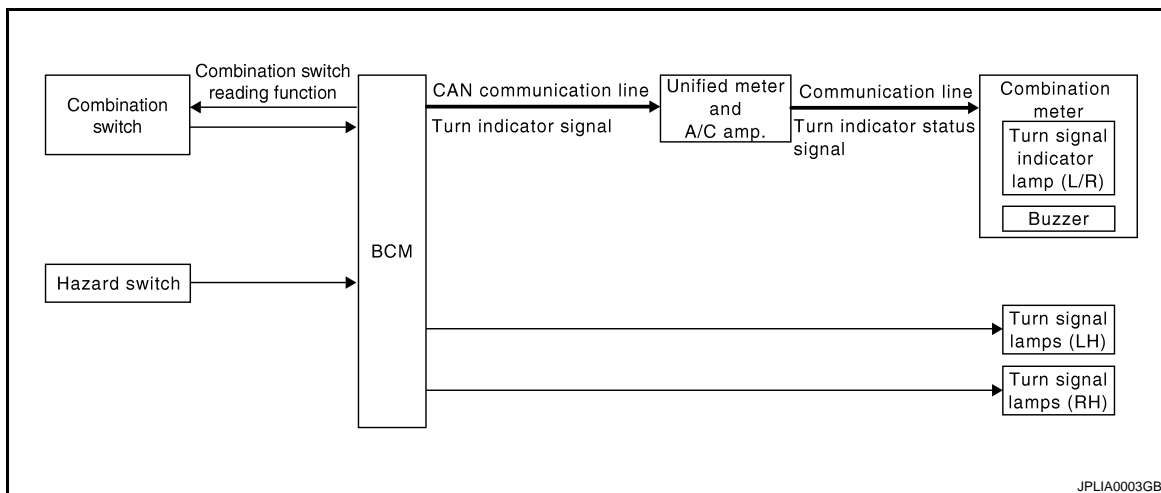 Combination
switch
Combination switch
reading function
Hazard switch
BCM
CAN communication line
Turn indicator signal
Unified meter
and
A/C amp.
Communication line
Turn indicator status
signal
Combination
meter
Turn signal
indicator
lamp (L/R)
Buzzer
Turn signal
lamps (LH)
Turn signal
lamps (RH)
JPLIA0003GB